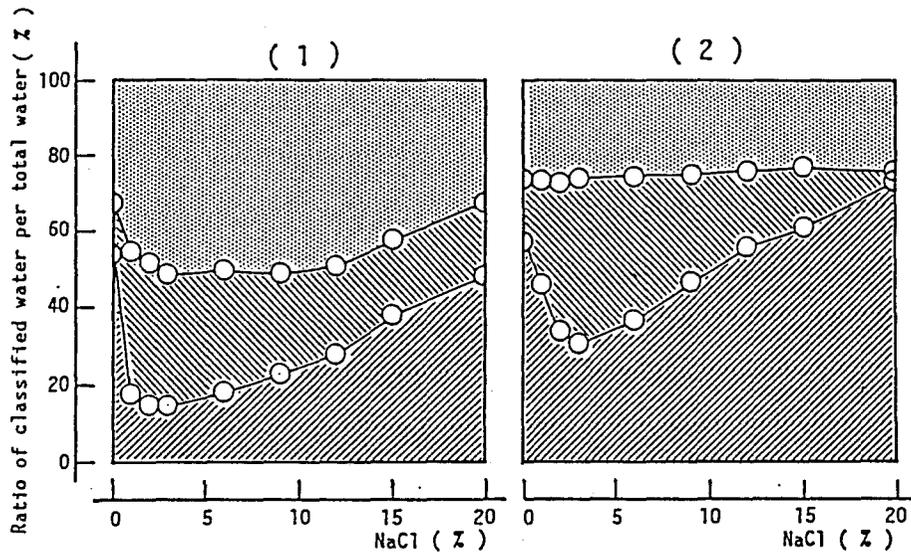 Ratio of classified water per total water ( % )
( 1 )
( 2 )
100
80
60
40
20
0
0 5 10 15 20
NaCl ( % )
0 5 10 15 20
NaCl ( % )